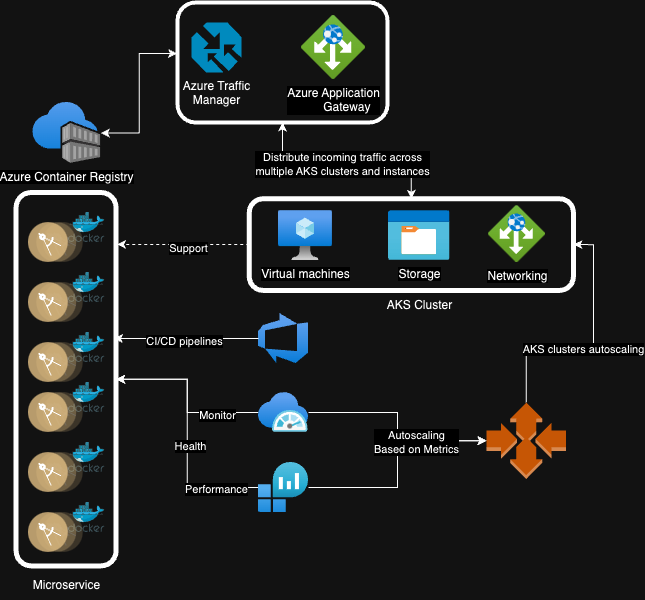 Azure Traffic
Manager
Azure Application
Gateway
Azure Container Registry
Distribute incoming traffic across
multiple AKS clusters and instances
docker
docker
docker
docker
docker
docker
Support
Virtual machines
Storage
Networking
AKS Cluster
CI/CD pipelines
AKS clusters autoscaling
Monitor
Health
Performance
Autoscaling
Based on Metrics
Microservice